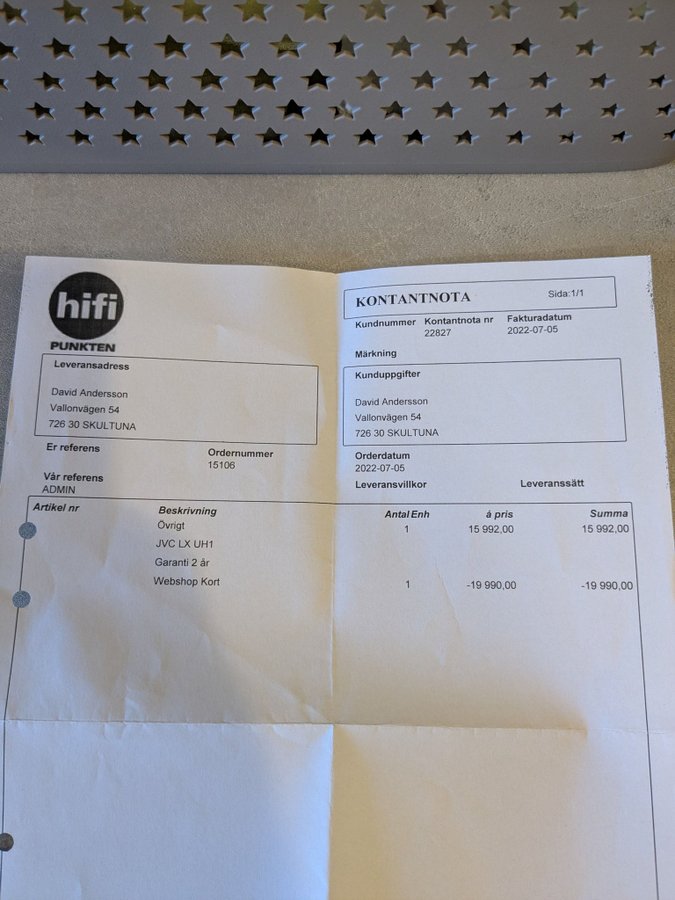 hifi
PUNKTEN
KONTANTNOTA
Sida:1/1
Kundnummer Kontantnota nr Fakturadatum
22827 2022-07-05
Märkning
Leveransadress
David Andersson
Vallonvägen 54
726 30 SKULTUNA
Kunduppgifter
David Andersson
Vallonvägen 54
726 30 SKULTUNA
Er referens
Ordernummer
15106
Vår referens
ADMIN
Orderdatum
2022-07-05
Leveransvillkor Leveranssätt
Artikel nr Beskrivning Antal Enh á pris Summa
Övrigt 1 15 992,00 15 992,00
JVC LX UH1
Garanti 2 år
Webshop Kort 1 -19 990,00 -19 990,00